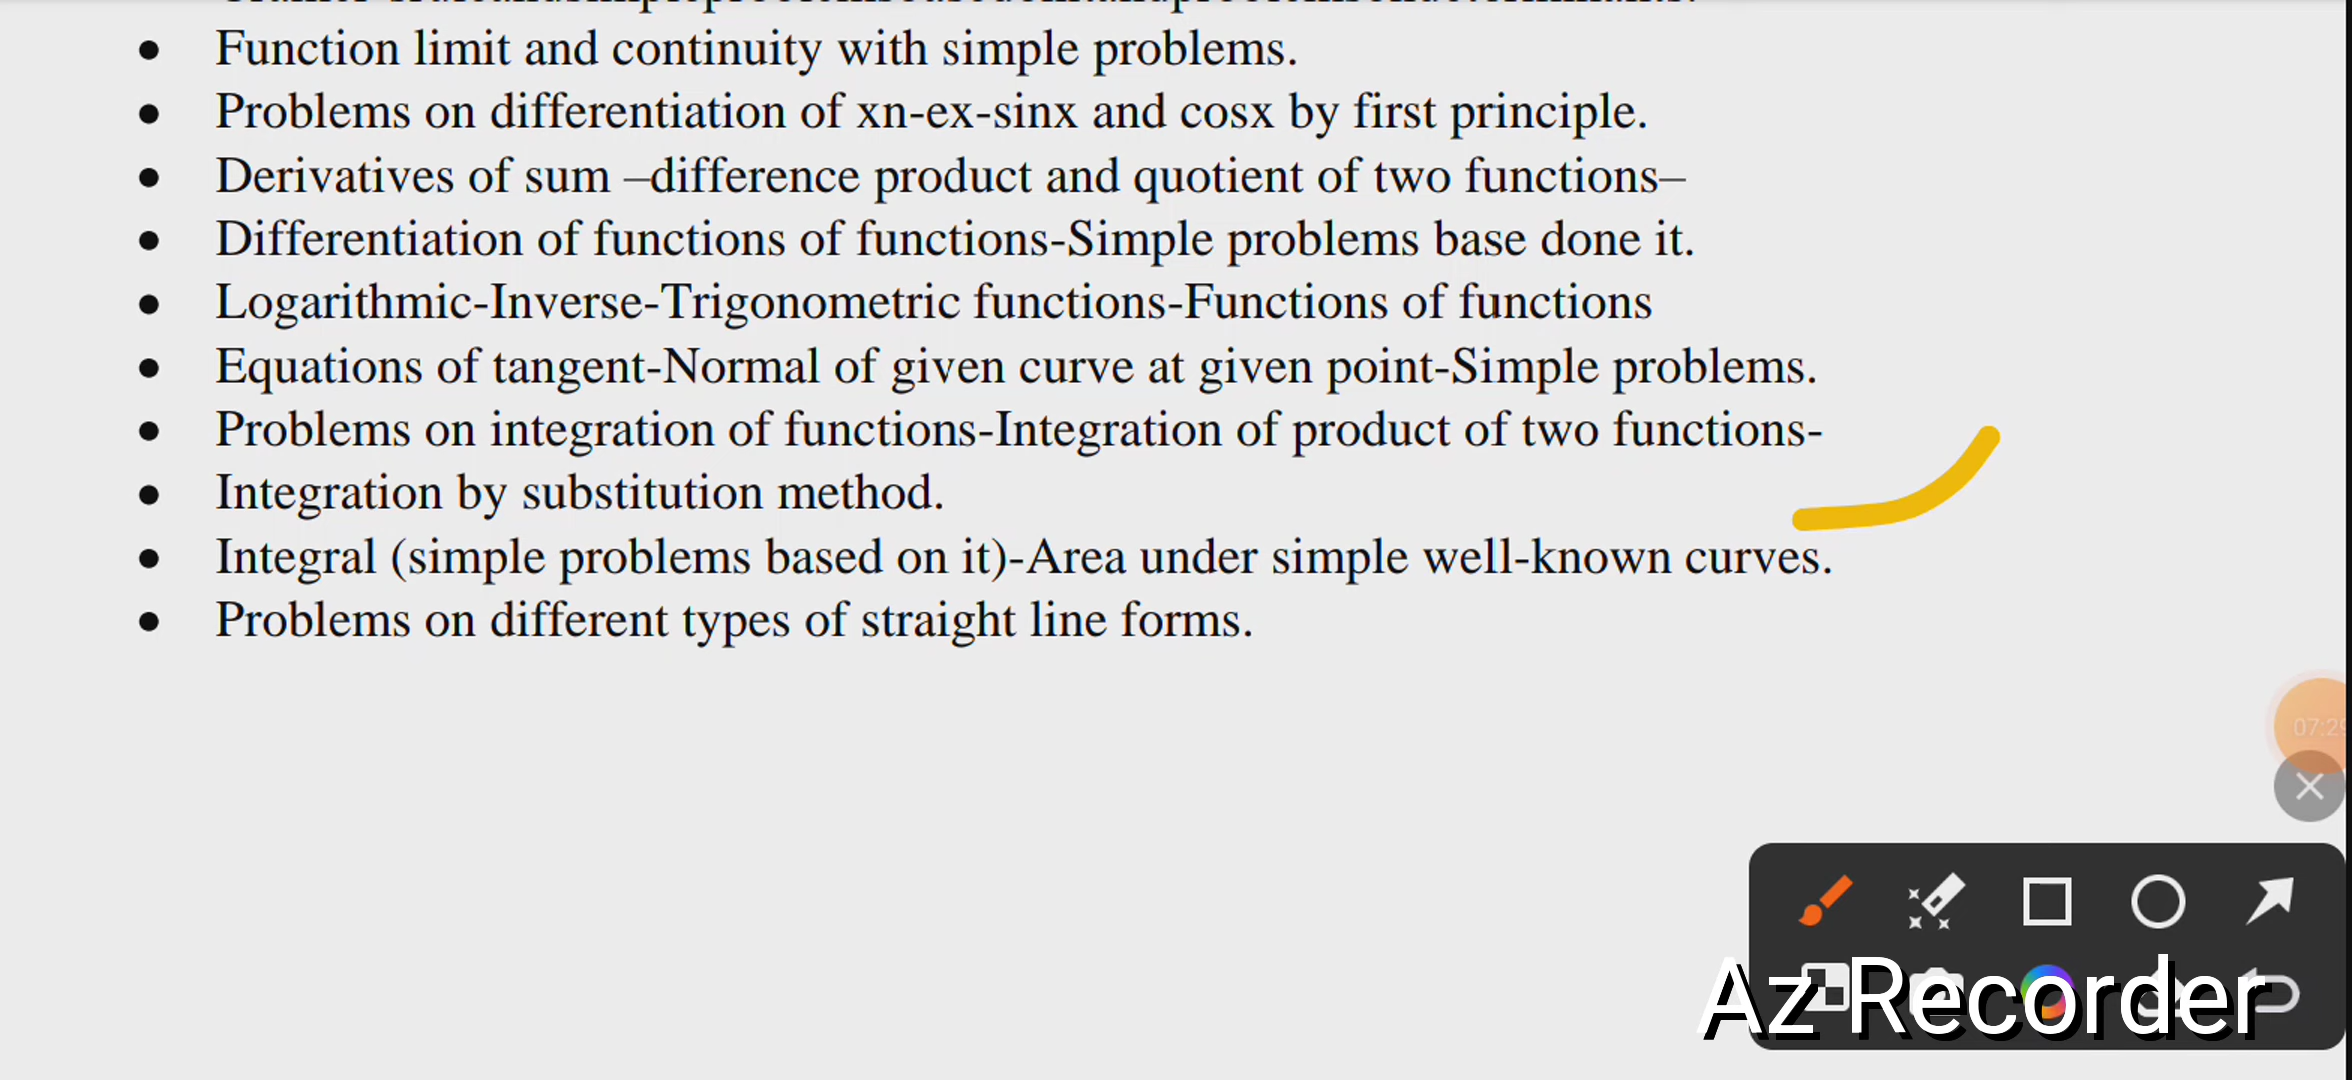 Function limit and continuity with simple problems.
Problems on differentiation of xn-ex-sinx and cosx by first principle.
Derivatives of sum –difference product and quotient of two functions–
Differentiation of functions of functions-Simple problems base done it.
Logarithmic-Inverse-Trigonometric functions-Functions of functions
Equations of tangent-Normal of given curve at given point-Simple problems.
Problems on integration of functions-Integration of product of two functions-
Integration by substitution method.
Integral (simple problems based on it)-Area under simple well-known curves.
Problems on different types of straight line forms.
Az Recorder